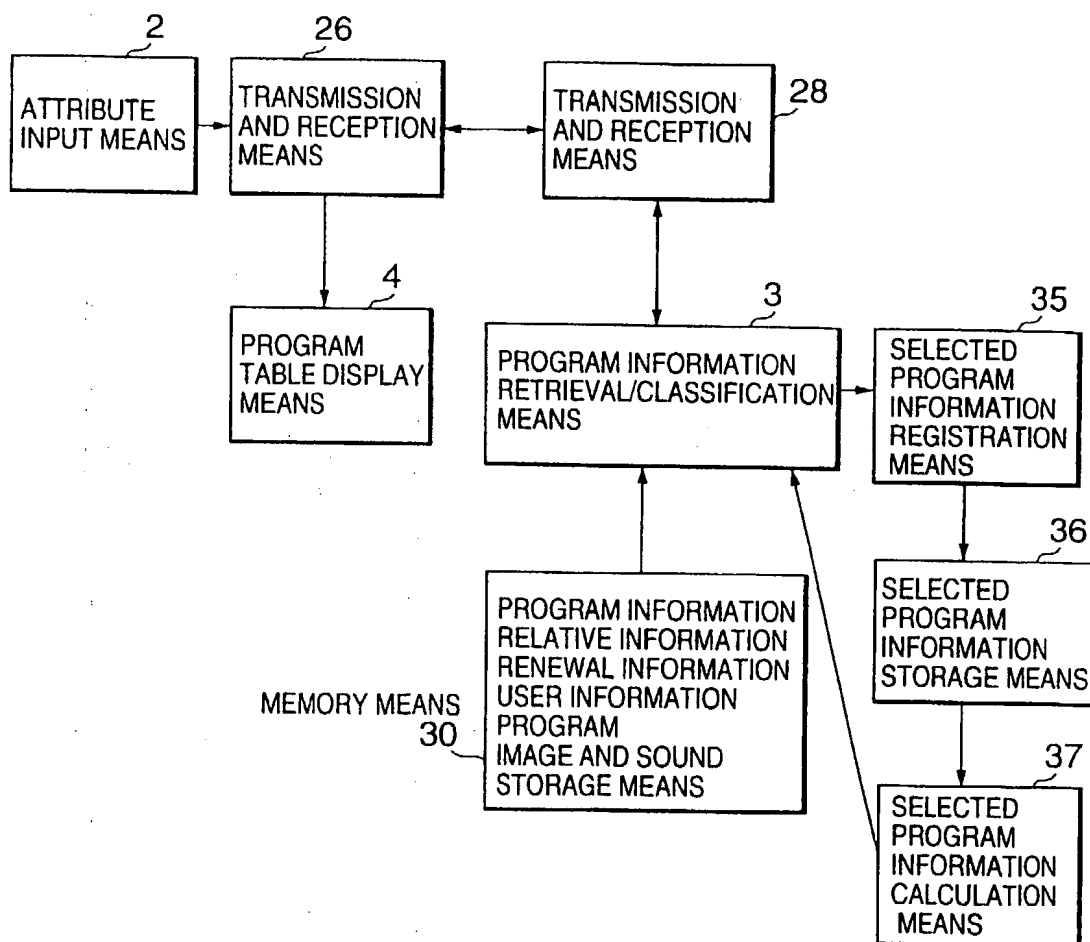 2
ATTRIBUTE
INPUT MEANS
26
TRANSMISSION
AND RECEPTION
MEANS
28
TRANSMISSION
AND RECEPTION
MEANS
4
PROGRAM
TABLE DISPLAY
MEANS
3
PROGRAM INFORMATION
RETRIEVAL/CLASSIFICATION
MEANS
35
SELECTED
PROGRAM
INFORMATION
REGISTRATION
MEANS
36
SELECTED
PROGRAM
INFORMATION
STORAGE MEANS
MEMORY MEANS
30
PROGRAM INFORMATION
RELATIVE INFORMATION
RENEWAL INFORMATION
USER INFORMATION
PROGRAM
IMAGE AND SOUND
STORAGE MEANS
37
SELECTED
PROGRAM
INFORMATION
CALCULATION
MEANS